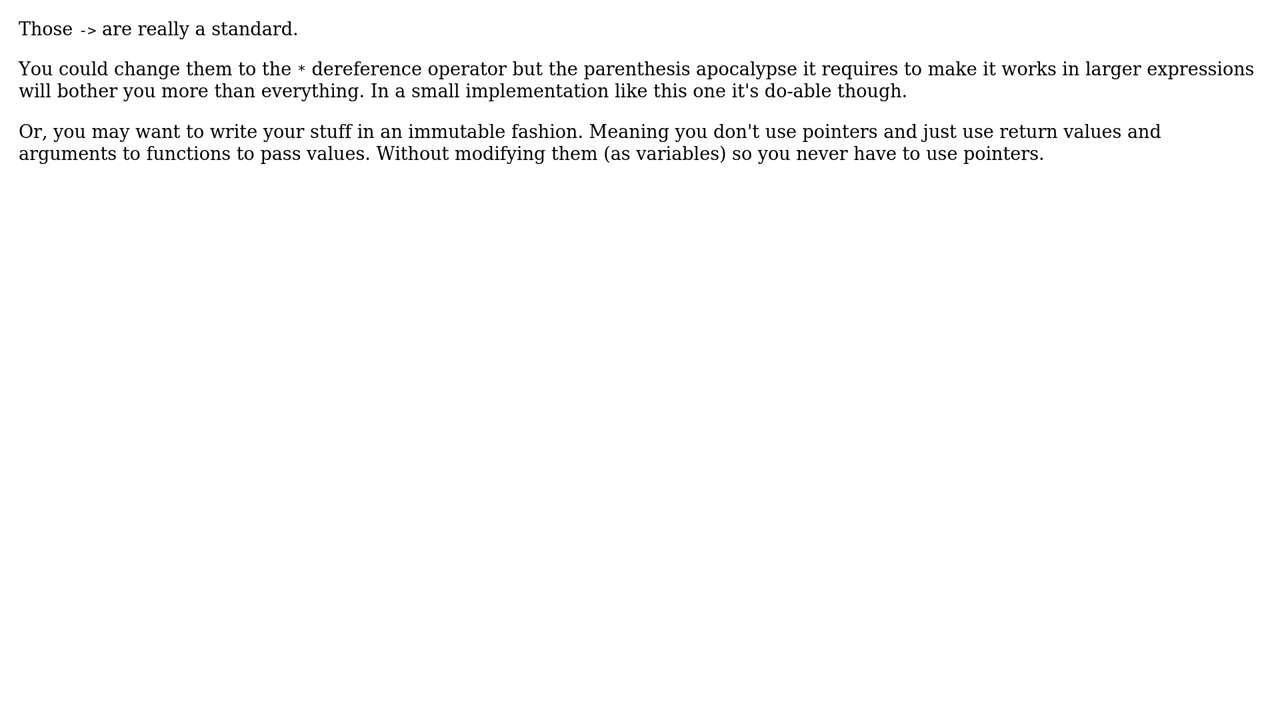 Those -> are really a standard.
You could change them to the * dereference operator but the parenthesis apocalypse it requires to make it works in larger expressions
will bother you more than everything. In a small implementation like this one it's do-able though.
Or, you may want to write your stuff in an immutable fashion. Meaning you don't use pointers and just use return values and
arguments to functions to pass values. Without modifying them (as variables) so you never have to use pointers.